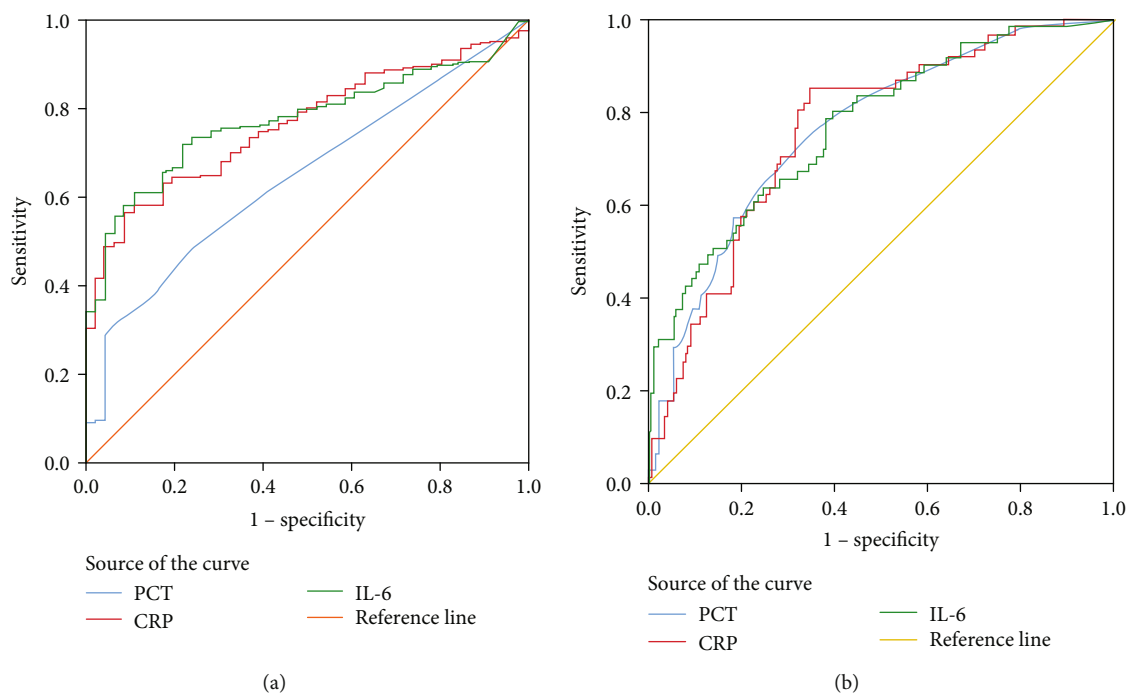 1.0
0.8
0.6
0.4
0.2
0.0
Sensitivity
0.0 0.2 0.4 0.6 0.8 1.0
1 – specificity
Source of the curve
PCT IL-6
CRP Reference line
(a)
1.0
0.8
0.6
0.4
0.2
0.0
Sensitivity
0.0 0.2 0.4 0.6 0.8 1.0
1 – specificity
Source of the curve
PCT IL-6
CRP Reference line
(b)